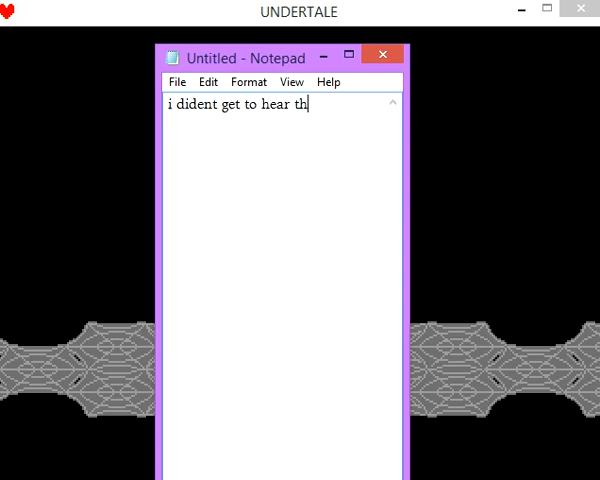 UNDERTALE
Untitled - Notepad
File Edit Format View Help
i dident get to hear th